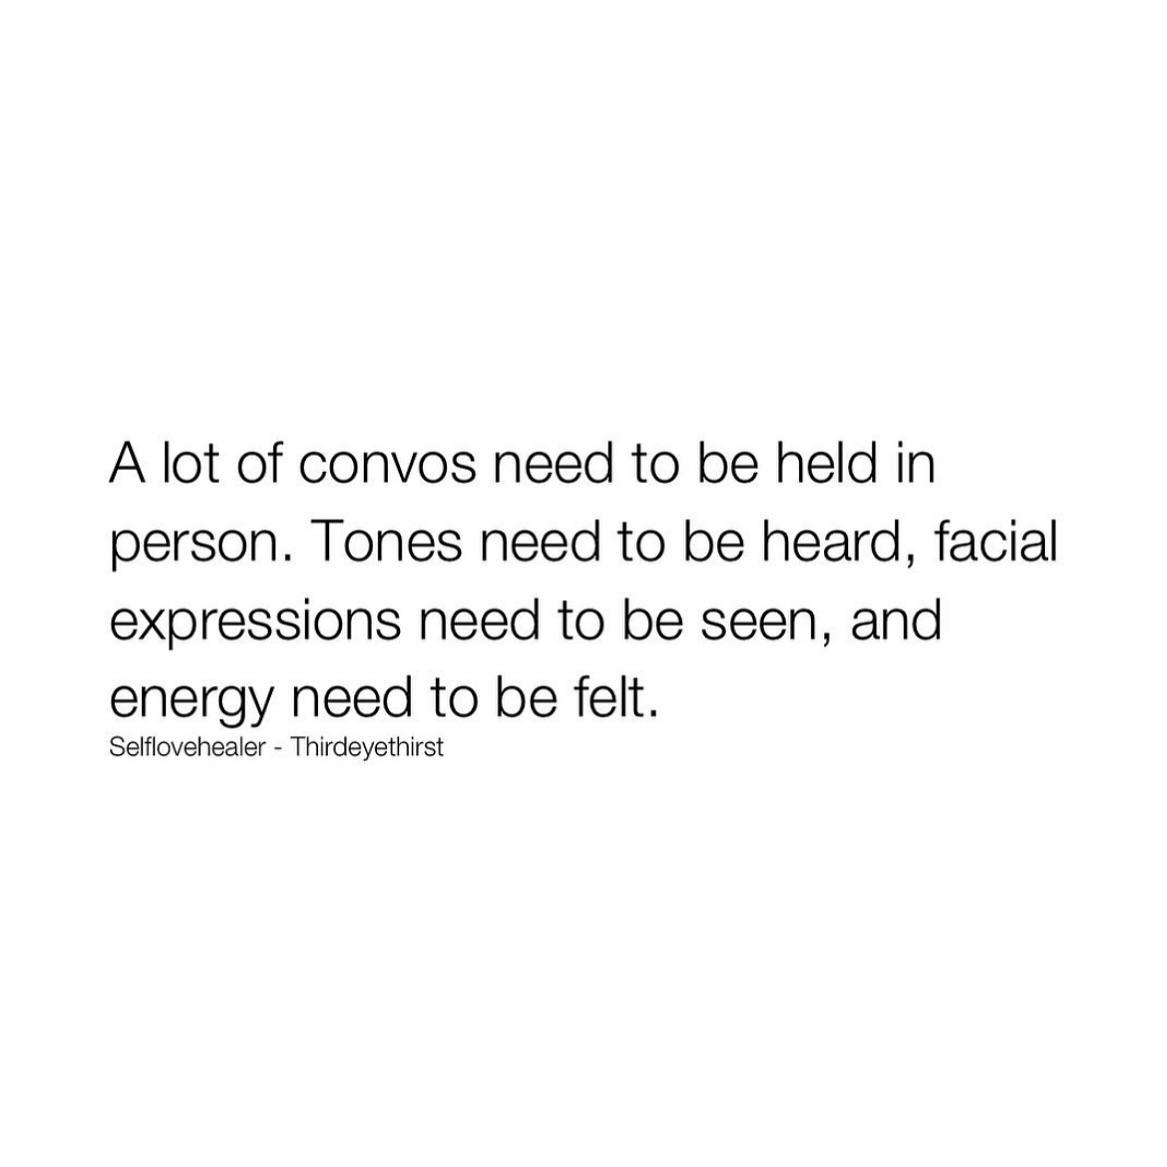 A lot of convos need to be held in
person. Tones need to be heard, facial
expressions need to be seen, and
energy need to be felt.
Selflovehealer - Thirdeyethirst